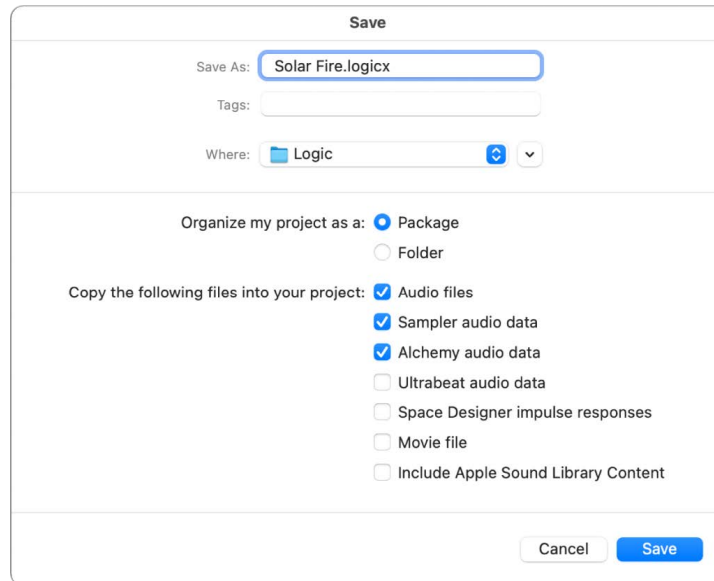 Save
Save As: Solar Fire.logicx
Tags:
Where: Logic
Organize my project as a: Package
Folder
Copy the following files into your project: Audio files
Sampler audio data
Alchemy audio data
Ultrabeat audio data
Space Designer impulse responses
Movie file
Include Apple Sound Library Content
Cancel Save